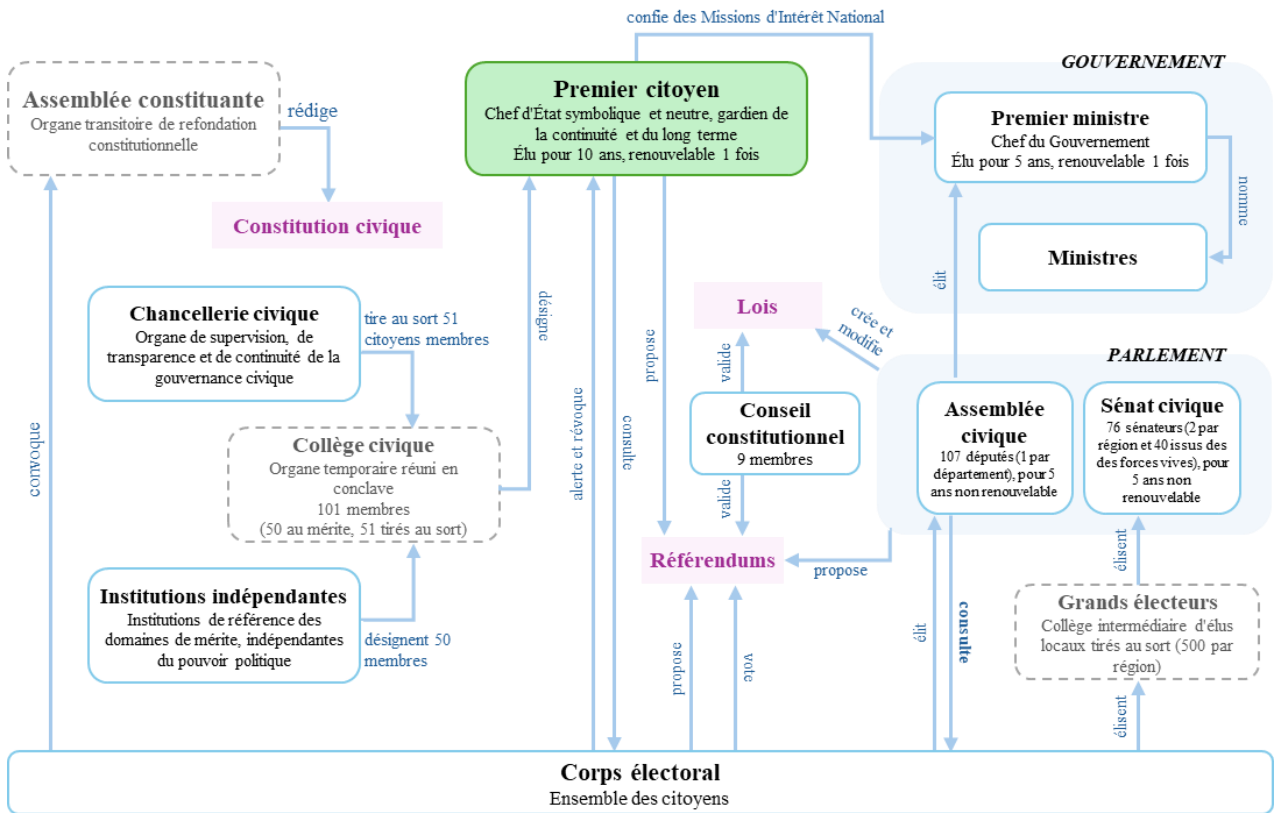 confie des Missions d'Intérêt National
GOUVERNEMENT
Assemblée constituante
Organe transitoire de refondation
constitutionnelle
rédige
Premier citoyen
Chef d'État symbolique et neutre, gardien de
la continuité et du long terme
Élu pour 10 ans, renouvelable 1 fois
Premier ministre
Chef du Gouvernement
Élu pour 5 ans, renouvelable 1 fois
nomme
Constitution civique
Ministres
élit
Chancellerie civique
Organe de supervision, de
transparence et de continuité de la
gouvernance civique
tire au sort 51
citoyens membres
désigne
propose
Lois
crée et
modifie
valide
PARLEMENT
Conseil
constitutionnel
9 membres
Assemblée
civique
107 députés (1 par
département), pour 5
ans non renouvelable
Sénat civique
76 sénateurs (2 par
région et 40 issus des
des forces vives), pour
5 ans non
renouvelable
convoque
Collège civique
Organe temporaire réuni en
conclave
101 membres
(50 au mérite, 51 tirés au sort)
alerte et révoque
consulte
valide
Référendums
propose
élisent
Institutions indépendantes
Institutions de référence des
domaines de mérite, indépendantes
du pouvoir politique
désignent 50
membres
propose
vote
élit
consulte
Grands électeurs
Collège intermédiaire d'élus
locaux tirés au sort (500 par
région)
élisent
Corps électoral
Ensemble des citoyens